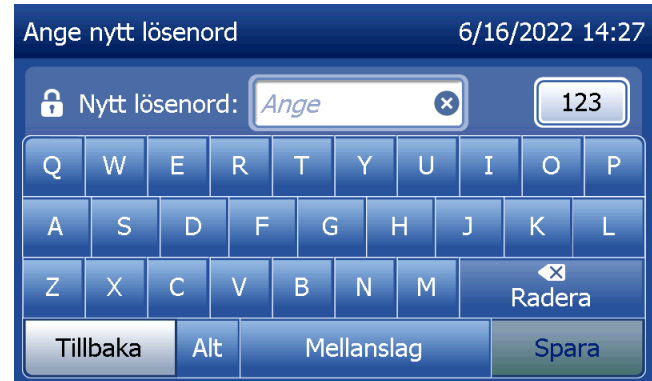 Ange nytt lösenord 6/16/2022 14:27
Nytt lösenord: Ange 123
Q W E R T Y U I O P
A S D F G H J K L
Z X C V B N M Radera
Tillbaka Alt Mellanslag Spara